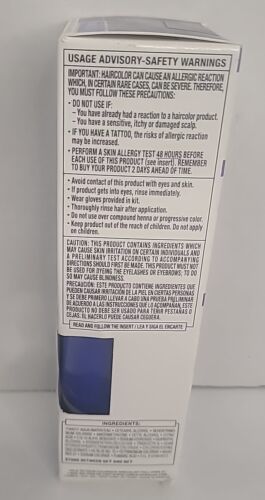 USAGE ADVISORY-SAFETY WARNINGS
IMPORTANT: HAIRCOLOR CAN CAUSE AN ALLERGIC REACTION
WHICH, IN CERTAIN RARE CASES, CAN BE SEVERE. THEREFORE,
YOU MUST FOLLOW THESE PRECAUTIONS:
• DO NOT USE IF:
– You have already had a reaction to a haircolor product.
– You have a sensitive, itchy or damaged scalp.
• IF YOU HAVE A TATTOO, the risks of allergic reaction
may be increased.
• PERFORM A SKIN ALLERGY TEST 48 HOURS BEFORE
EACH USE OF THIS PRODUCT (see insert). REMEMBER
TO BUY YOUR PRODUCT 2 DAYS AHEAD OF TIME.
• Avoid contact of this product with eyes and skin.
• If product gets into eyes, rinse immediately.
• Wear gloves provided in kit.
• Thoroughly rinse hair after application.
• Do not use over compound henna or progressive color.
• Keep product out of the reach of children. Do not apply
on children.
CAUTION: THIS PRODUCT CONTAINS INGREDIENTS WHICH
MAY CAUSE SKIN IRRITATION ON CERTAIN INDIVIDUALS AND
A PRELIMINARY TEST ACCORDING TO ACCOMPANYING
DIRECTIONS SHOULD FIRST BE MADE. THIS PRODUCT MUST NOT
BE USED FOR DYEING THE EYELASHES OR EYEBROWS; TO DO
SO MAY CAUSE BLINDNESS.
PRECAUCIÓN: ESTE PRODUCTO CONTIENE INGREDIENTES QUE
PUEDEN CAUSAR IRRITACIÓN DE LA PIEL EN CIERTAS PERSONAS
Y SE DEBE PRIMERO LLEVAR A CABO UNA PRUEBA PRELIMINAR
DE ACUERDO A LAS INSTRUCCIONES QUE LO ACOMPAÑAN. ESTE
PRODUCTO NO DEBE SER USADO PARA TEÑIR PESTAÑAS O
CEJAS. EL HACERLO PUEDE CAUSAR CEGUERA.
READ AND FOLLOW THE INSERT / LEA Y SIGA EL ENCARTE
INGREDIENTS: